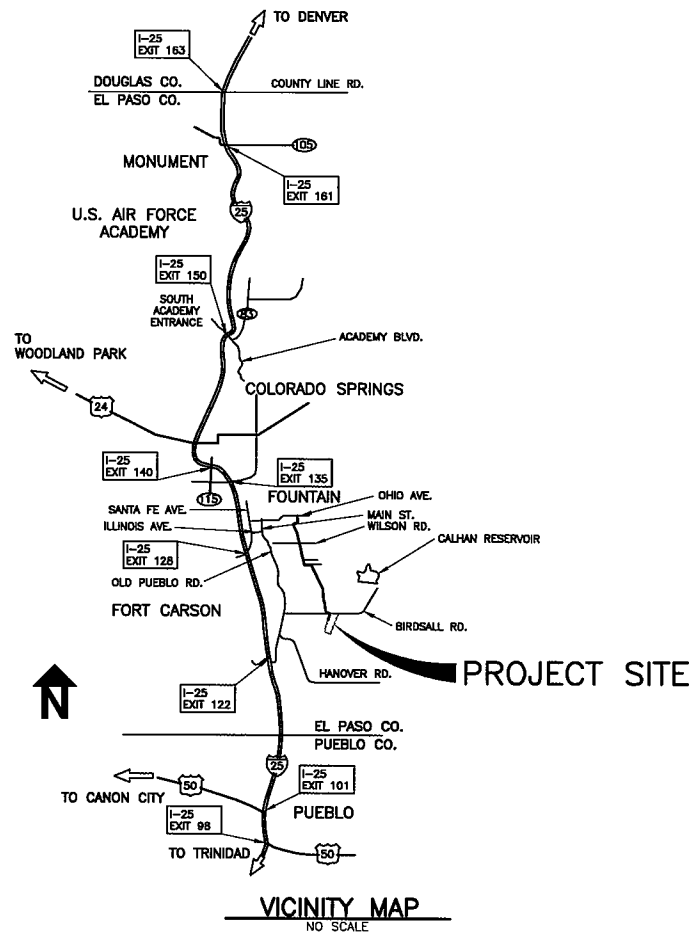 TO DENVER
I-25
EXIT 163
DOUGLAS CO.
COUNTY LINE RD.
EL PASO CO.
105
MONUMENT
I-25
EXIT 161
25
U.S. AIR FORCE
ACADEMY
I-25
EXIT 150
SOUTH
ACADEMY
ENTRANCE
83
ACADEMY BLVD.
TO
WOODLAND PARK
COLORADO SPRINGS
24
I-25
EXIT 140
I-25
EXIT 135
115
FOUNTAIN
OHIO AVE.
SANTA FE AVE.
MAIN ST.
ILLINOIS AVE.
WILSON RD.
CALHAN RESERVOIR
I-25
EXIT 128
OLD PUEBLO RD.
FORT CARSON
BIRDSALL RD.
PROJECT SITE
HANOVER RD.
N
I-25
EXIT 122
EL PASO CO.
PUEBLO CO.
25
I-25
EXIT 101
50
TO CANON CITY
PUEBLO
I-25
EXIT 98
TO TRINIDAD
50
VICINITY MAP
NO SCALE